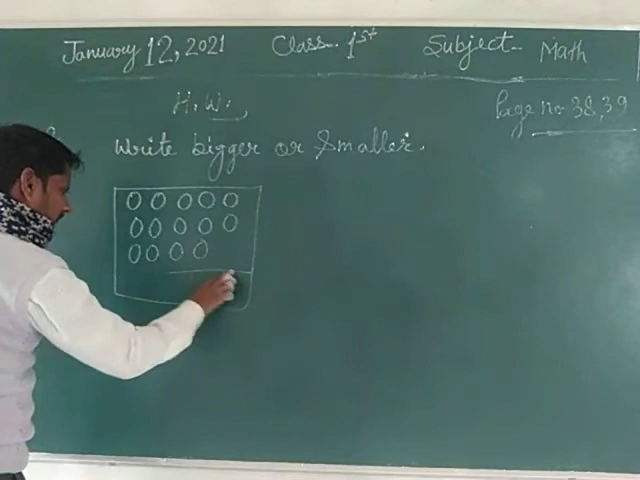 January 12, 2021 Class- 1st Subject- Math
H.W. Page no- 38,39
Write bigger or Smaller.